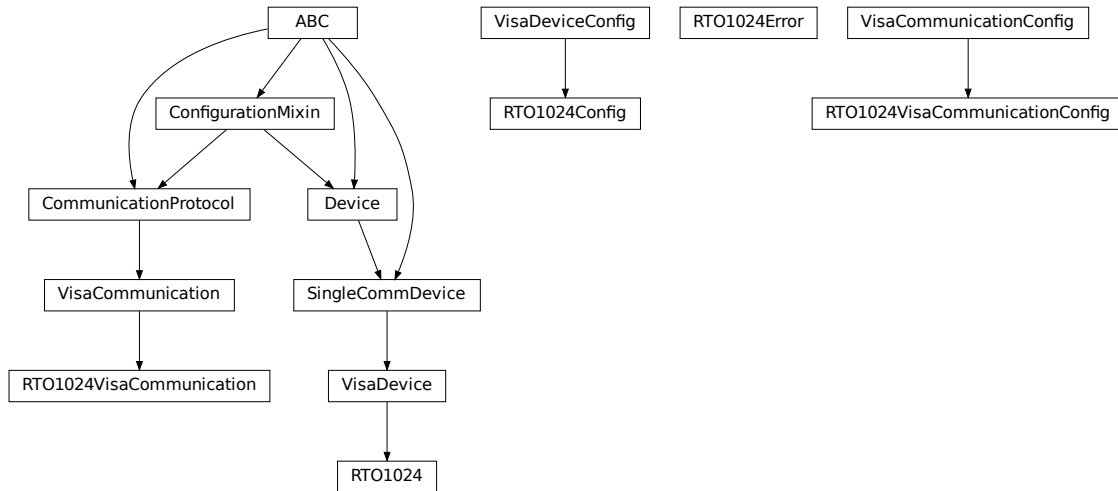 ABC
VisaDeviceConfig
RTO1024Error
VisaCommunicationConfig
ConfigurationMixin
RTO1024Config
RTO1024VisaCommunicationConfig
CommunicationProtocol
Device
VisaCommunication
SingleCommDevice
RTO1024VisaCommunication
VisaDevice
RTO1024